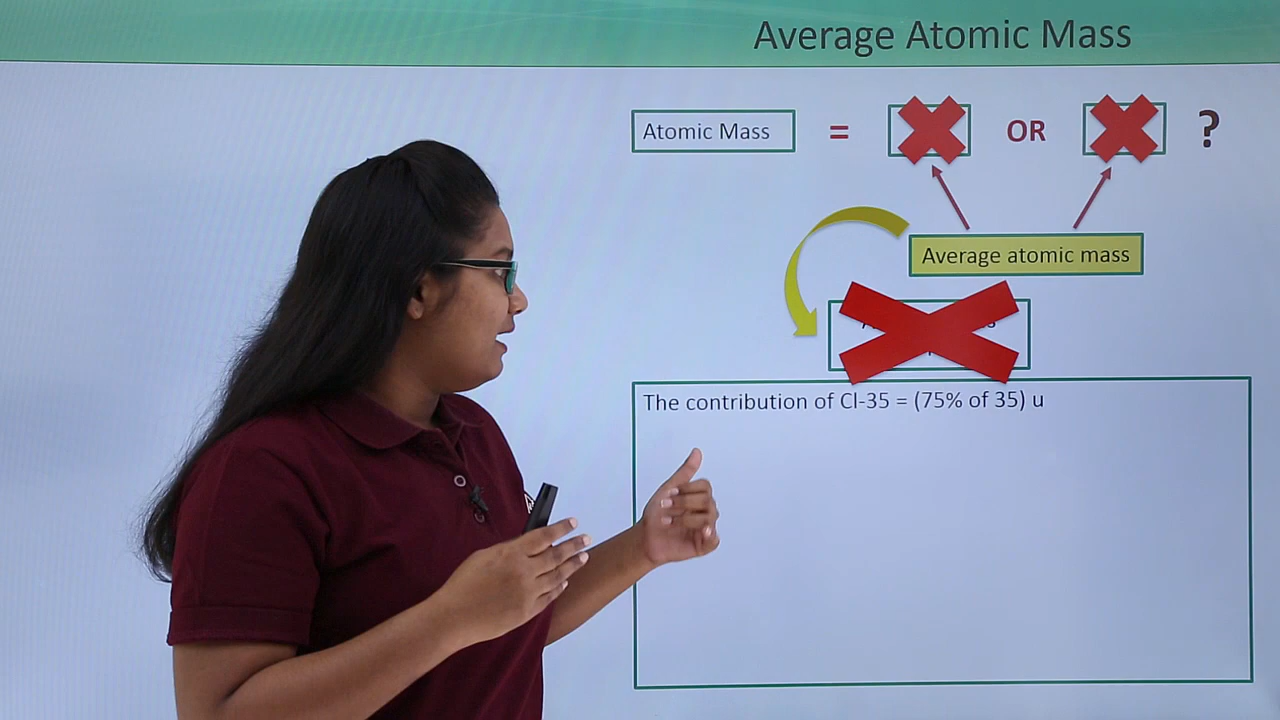 Average Atomic Mass
Atomic Mass = OR ?
Average atomic mass
The contribution of Cl-35 = (75% of 35) u